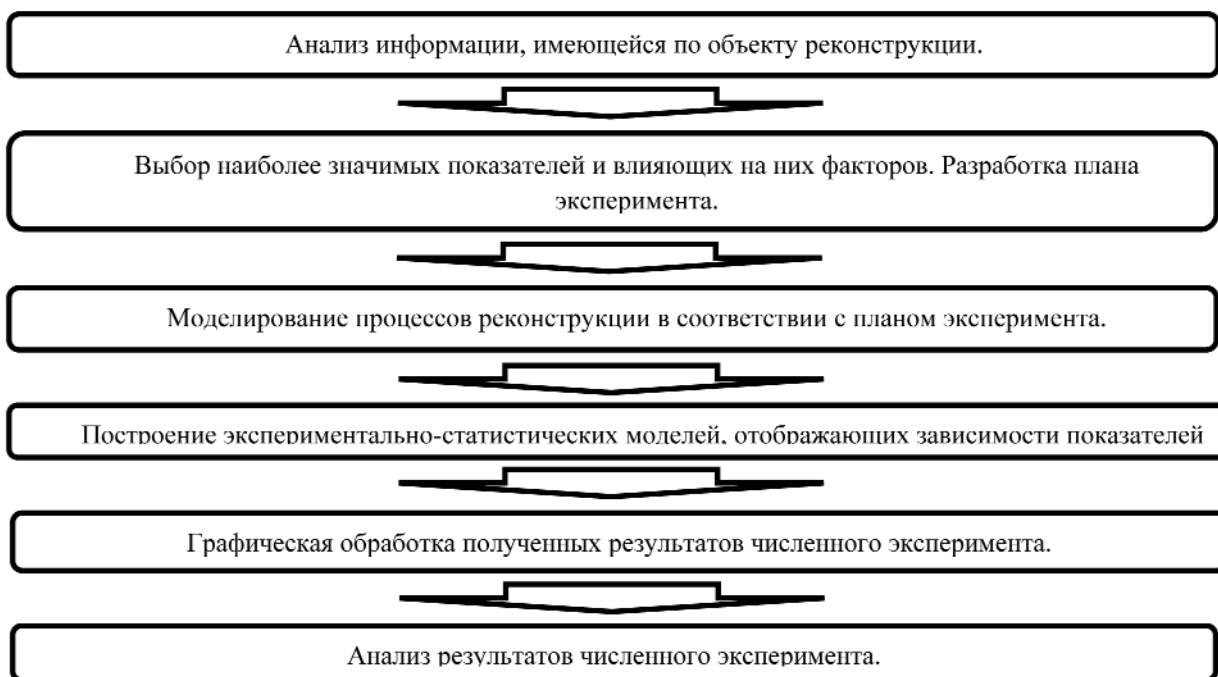 Анализ информации, имеющейся по объекту реконструкции.
Выбор наиболее значимых показателей и влияющих на них факторов. Разработка плана
эксперимента.
Моделирование процессов реконструкции в соответствии с планом эксперимента.
Построение экспериментально-статистических моделей, отображающих зависимости показателей
Графическая обработка полученных результатов численного эксперимента.
Анализ результатов численного эксперимента.